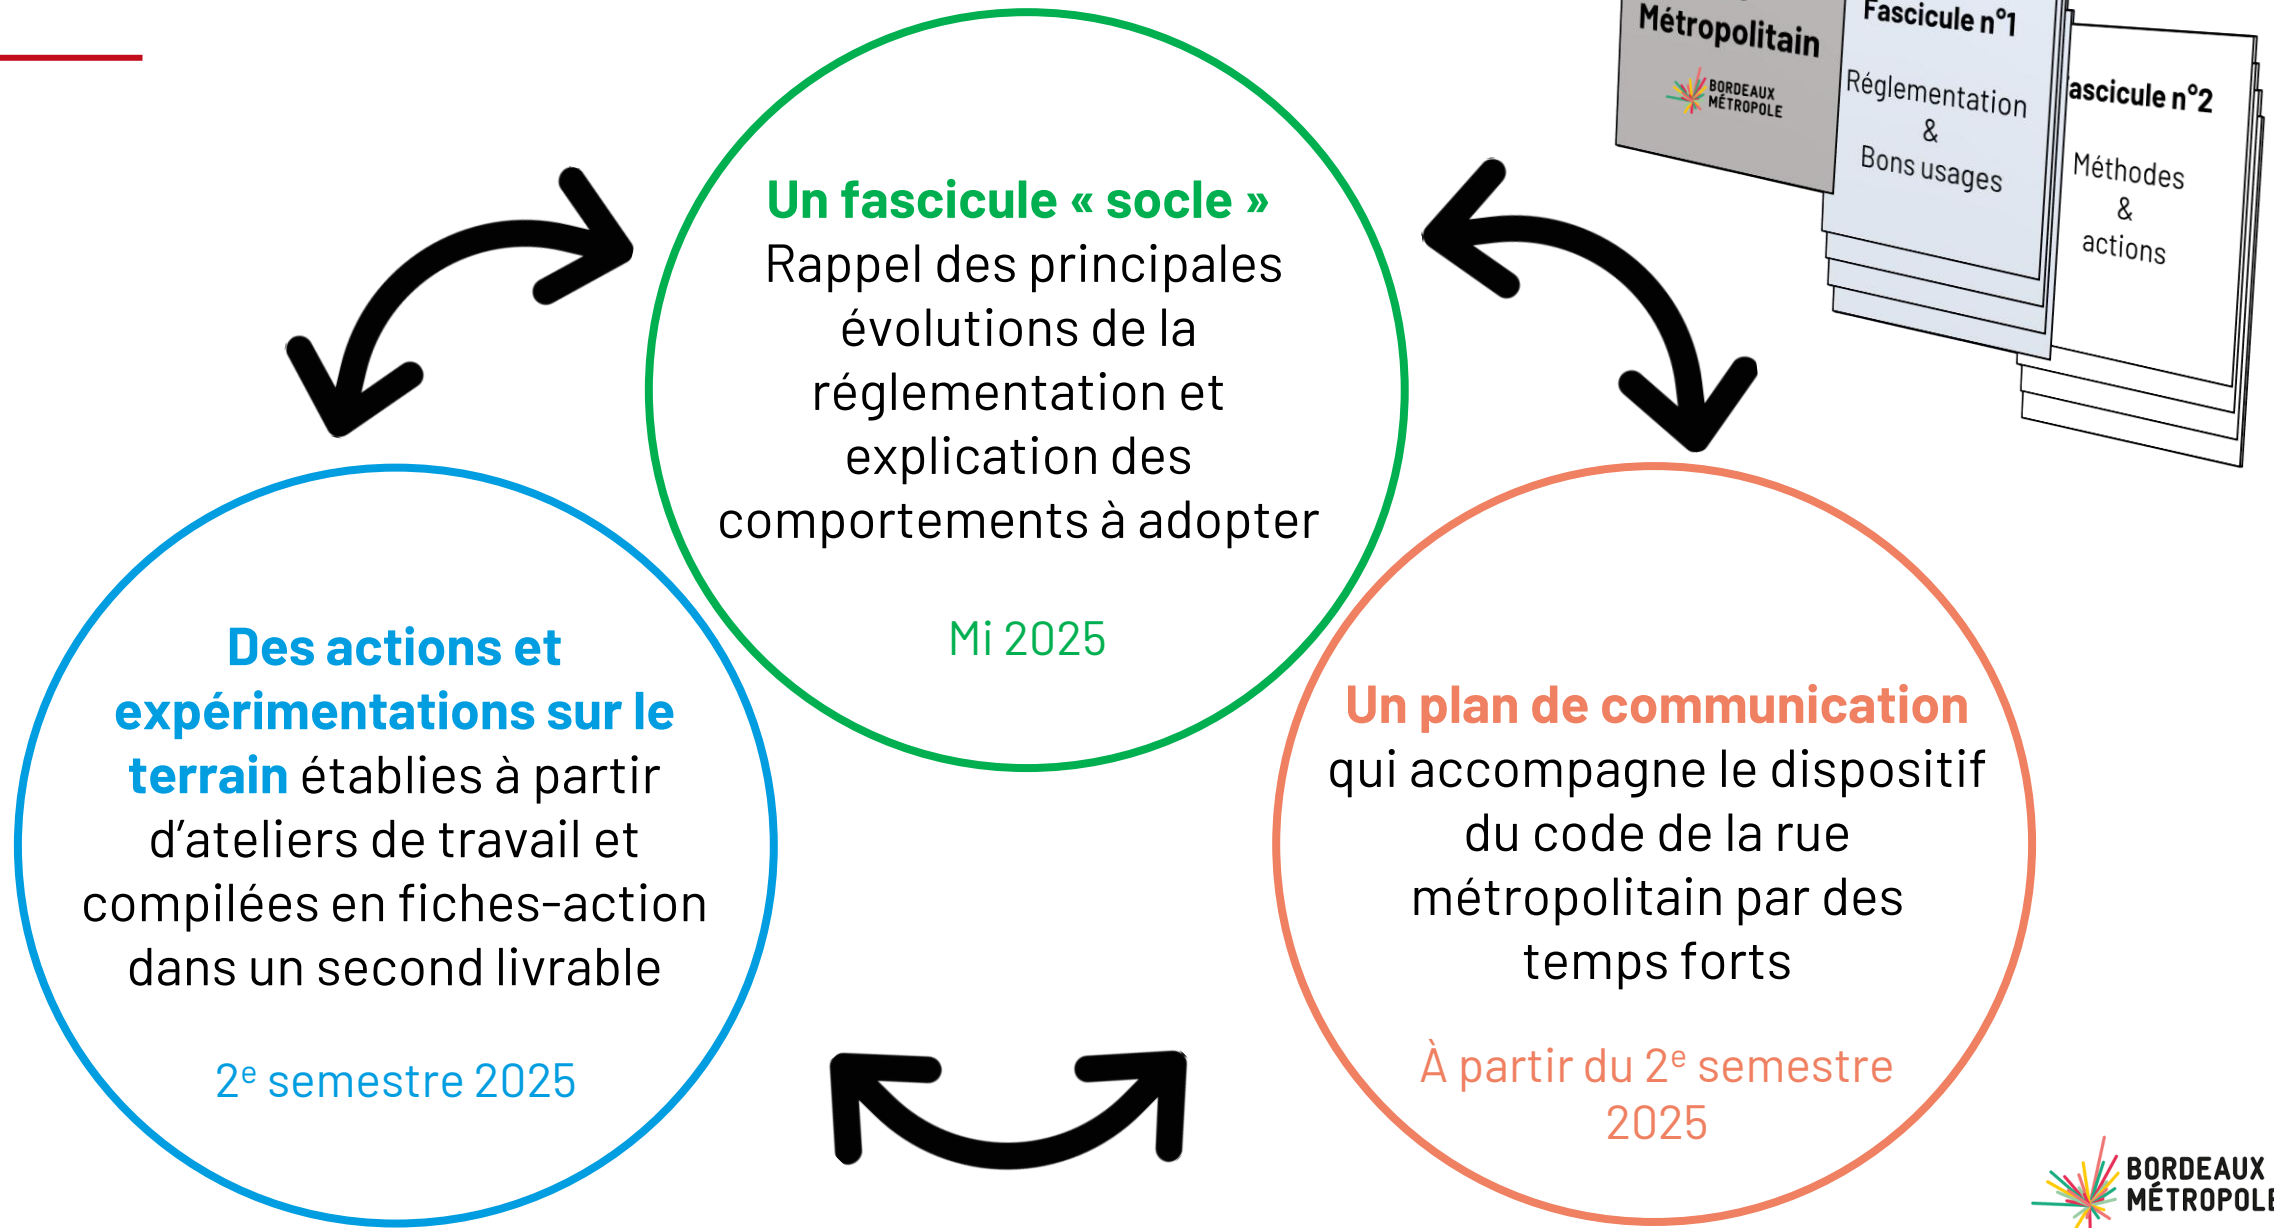 Métropolitain
BORDEAUX
MÉTROPOLE
Fascicule n°1
Réglementation
&
Bons usages
ascicule n°2
Méthodes
&
actions
Un fascicule « socle »
Rappel des principales
évolutions de la
réglementation et
explication des
comportements à adopter
Mi 2025
Des actions et
expérimentations sur le
terrain établies à partir
d’ateliers de travail et
compilées en fiches-action
dans un second livrable
2e semestre 2025
Un plan de communication
qui accompagne le dispositif
du code de la rue
métropolitain par des
temps forts
À partir du 2e semestre
2025
BORDEAUX
MÉTROPOLE